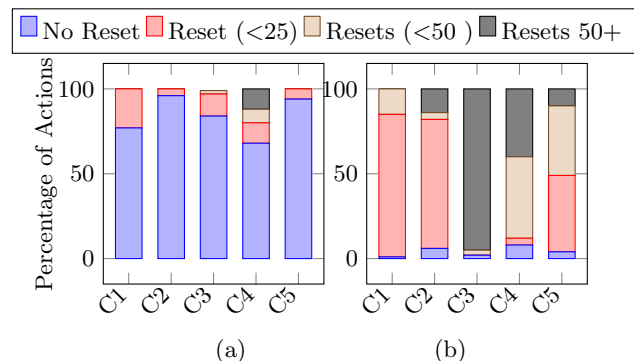 No Reset Reset (<25) Resets (<50 ) Resets 50+
Percentage of Actions
100
50
0
C1 C2 C3 C4 C5
(a)
100
50
0
C1 C2 C3 C4 C5
(b)